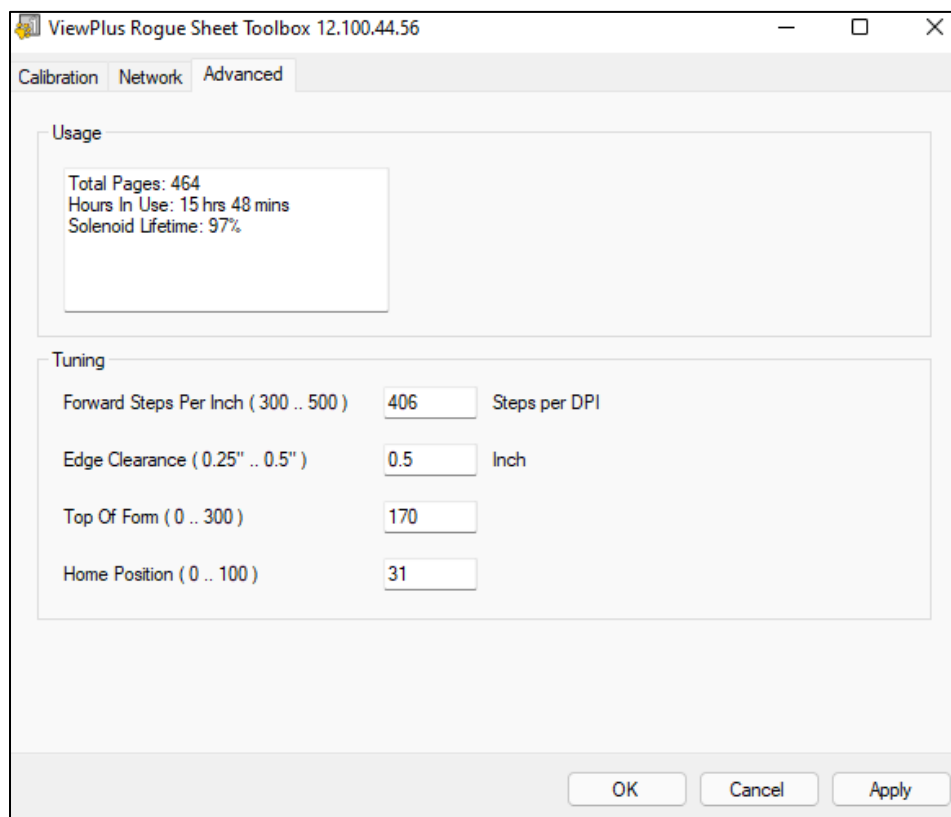 ViewPlus Rogue Sheet Toolbox 12.100.44.56
Calibration Network Advanced
Usage
Total Pages: 464
Hours In Use: 15 hrs 48 mins
Solenoid Lifetime: 97%
Tuning
Forward Steps Per Inch ( 300 .. 500 ) 406 Steps per DPI
Edge Clearance ( 0.25" .. 0.5" ) 0.5 Inch
Top Of Form ( 0 .. 300 ) 170
Home Position ( 0 .. 100 ) 31
OK Cancel Apply